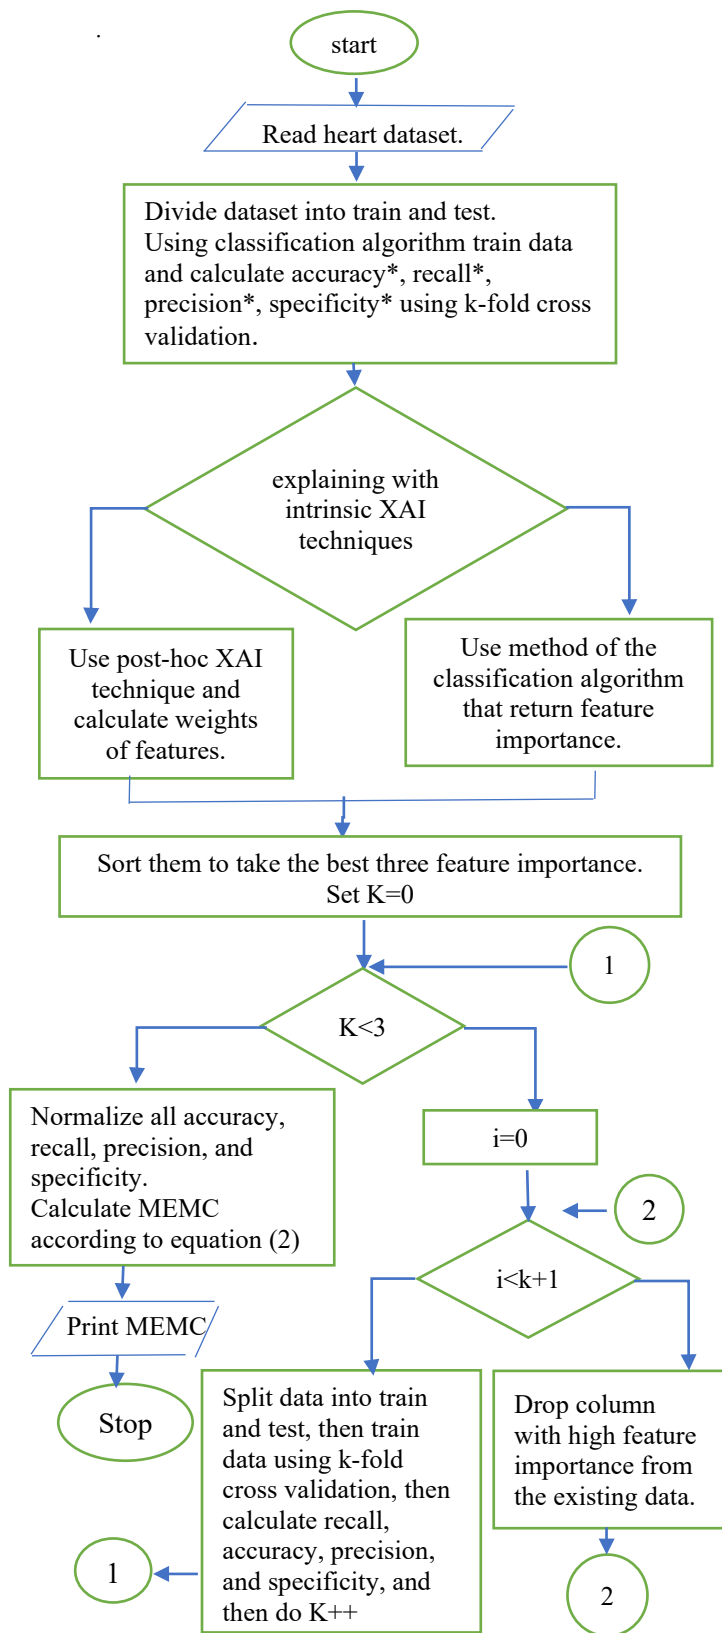 start
Read heart dataset.
Divide dataset into train and test.
Using classification algorithm train data
and calculate accuracy*, recall*,
precision*, specificity* using k-fold cross
validation.
explaining with
intrinsic XAI
techniques
Use post-hoc XAI
technique and
calculate weights
of features.
Use method of the
classification algorithm
that return feature
importance.
Sort them to take the best three feature importance.
Set K=0
1
K<3
Normalize all accuracy,
recall, precision, and
specificity.
Calculate MEMC
according to equation (2)
i=0
2
i<k+1
Print MEMC
Stop
Split data into train
and test, then train
data using k-fold
cross validation, then
calculate recall,
accuracy, precision,
and specificity, and
then do K++
Drop column
with high feature
importance from
the existing data.
1
2